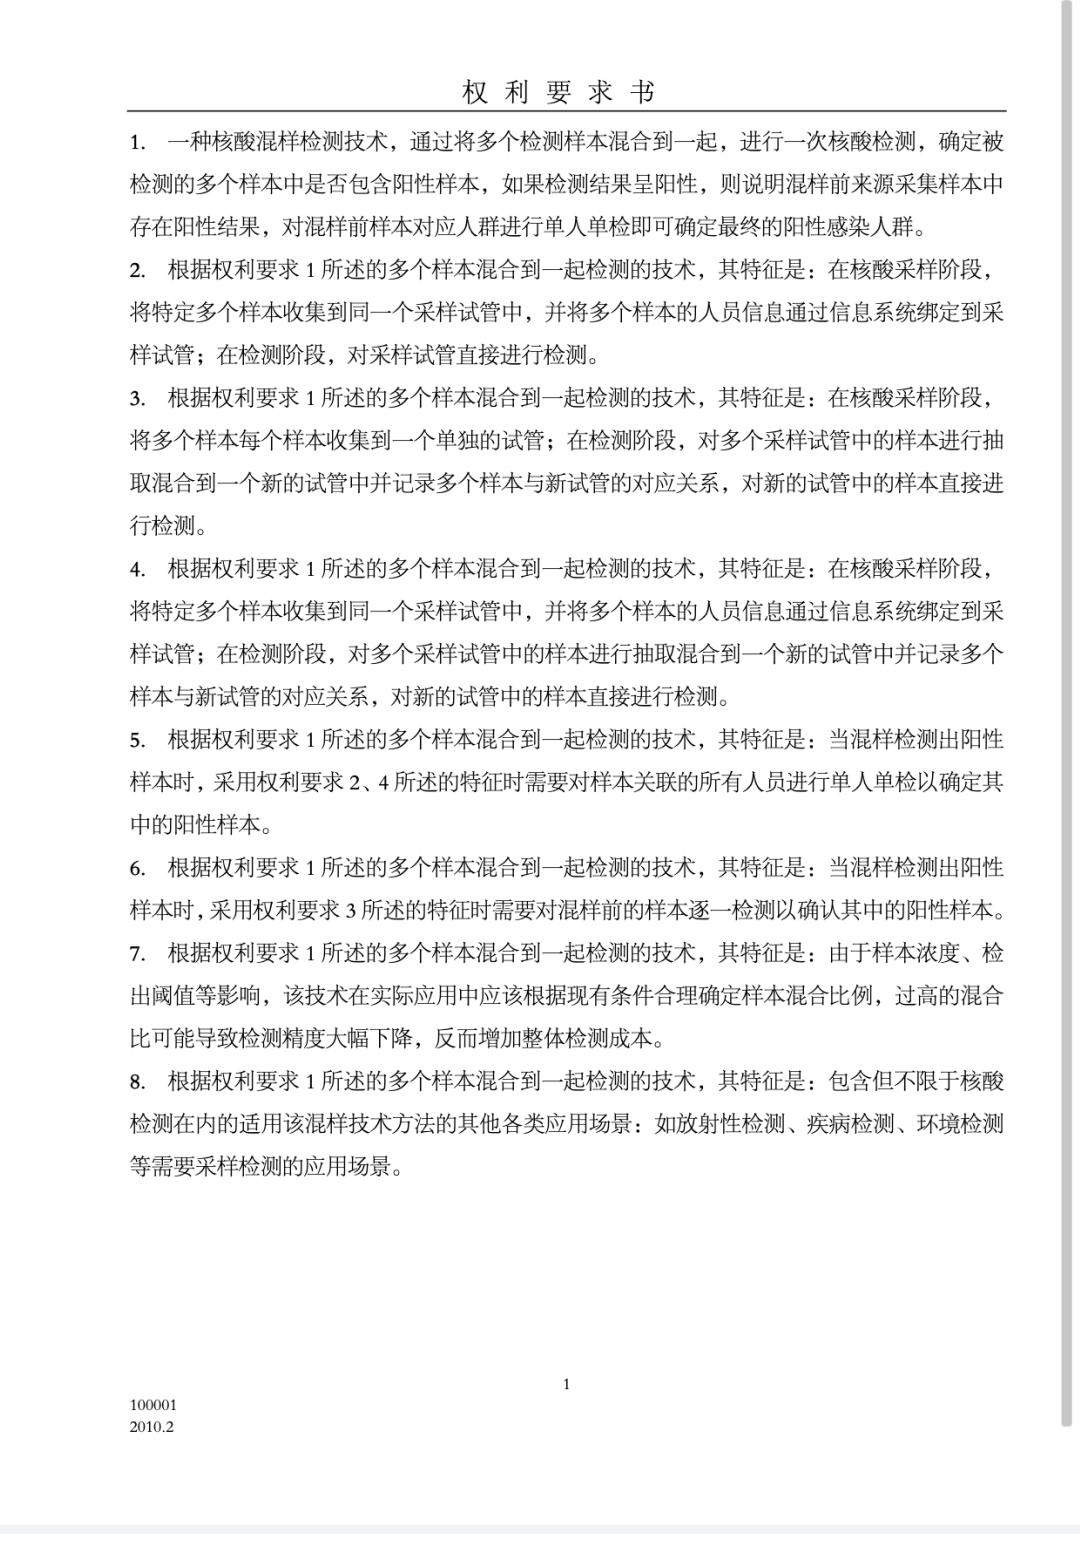 权利要求书
1. 一种核酸混样检测技术，通过将多个检测样本混合到一起，进行一次核酸检测，确定被
检测的多个样本中是否包含阳性样本，如果检测结果呈阳性，则说明混样前来源采集样本中
存在阳性结果，对混样前样本对应人群进行单人单检即可确定最终的阳性感染人群。
2. 根据权利要求 1 所述的多个样本混合到一起检测的技术，其特征是：在核酸采样阶段，
将特定多个样本收集到同一个采样试管中，并将多个样本的人员信息通过信息系统绑定到采
样试管；在检测阶段，对采样试管直接进行检测。
3. 根据权利要求 1 所述的多个样本混合到一起检测的技术，其特征是：在核酸采样阶段，
将多个样本每个样本收集到一个单独的试管；在检测阶段，对多个采样试管中的样本进行抽
取混合到一个新的试管中并记录多个样本与新试管的对应关系，对新的试管中的样本直接进
行检测。
4. 根据权利要求 1 所述的多个样本混合到一起检测的技术，其特征是：在核酸采样阶段，
将特定多个样本收集到同一个采样试管中，并将多个样本的人员信息通过信息系统绑定到采
样试管；在检测阶段，对多个采样试管中的样本进行抽取混合到一个新的试管中并记录多个
样本与新试管的对应关系，对新的试管中的样本直接进行检测。
5. 根据权利要求 1 所述的多个样本混合到一起检测的技术，其特征是：当混样检测出阳性
样本时，采用权利要求 2、4 所述的特征时需要对样本关联的所有人员进行单人单检以确定其
中的阳性样本。
6. 根据权利要求 1 所述的多个样本混合到一起检测的技术，其特征是：当混样检测出阳性
样本时，采用权利要求 3 所述的特征时需要对混样前的样本逐一检测以确认其中的阳性样本。
7. 根据权利要求 1 所述的多个样本混合到一起检测的技术，其特征是：由于样本浓度、检
出阈值等影响，该技术在实际应用中应该根据现有条件合理确定样本混合比例，过高的混合
比可能导致检测精度大幅下降，反而增加整体检测成本。
8. 根据权利要求 1 所述的多个样本混合到一起检测的技术，其特征是：包含但不限于核酸
检测在内的适用该混样技术方法的其他各类应用场景：如放射性检测、疾病检测、环境检测
等需要采样检测的应用场景。
1
100001
2010.2